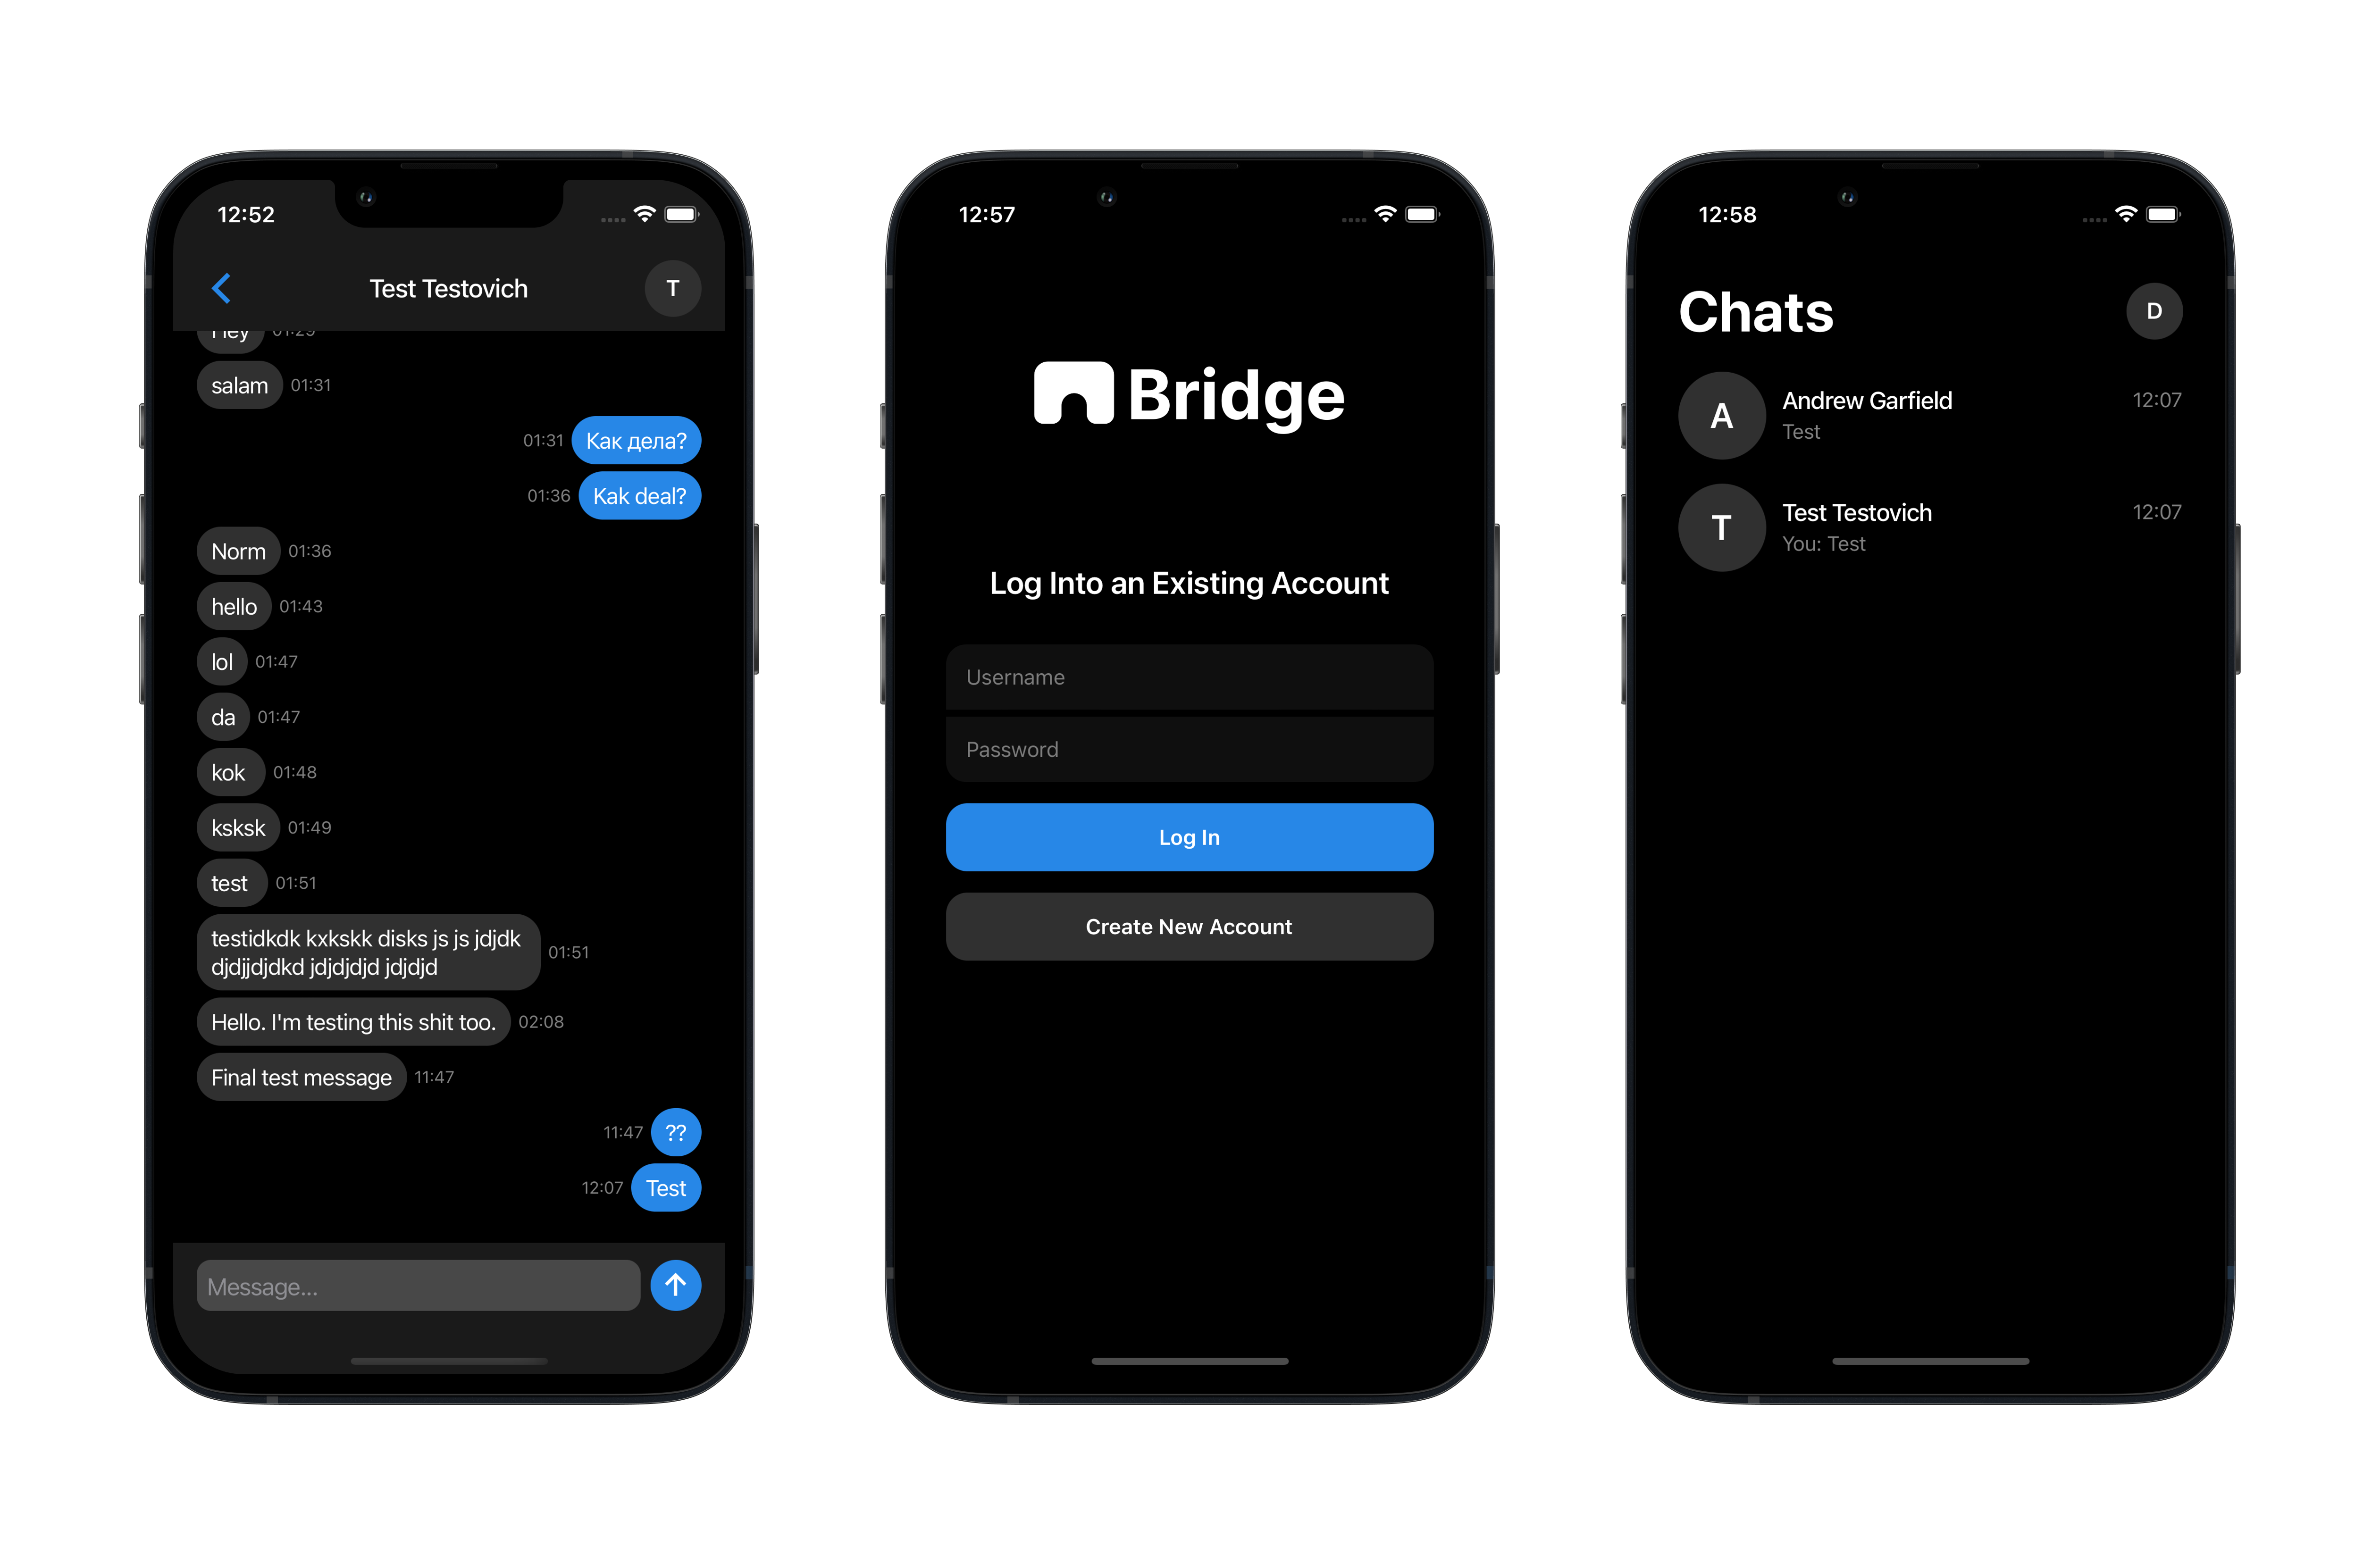 12:52
Test Testovich
T
Hey 01:29
salam 01:31
01:31 Как дела?
01:36 Kak deal?
Norm 01:36
hello 01:43
lol 01:47
da 01:47
kok 01:48
ksksk 01:49
test 01:51
testidkdk kxkskk disks js js jdjdk
djdjjdjdkd jdjdjdjd jdjdjd 01:51
Hello. I'm testing this shit too. 02:08
Final test message 11:47
11:47 ??
12:07 Test
Message...
12:57
Bridge
Log Into an Existing Account
Username
Password
Log In
Create New Account
12:58
Chats
D
A
Andrew Garfield 12:07
Test
T
Test Testovich 12:07
You: Test